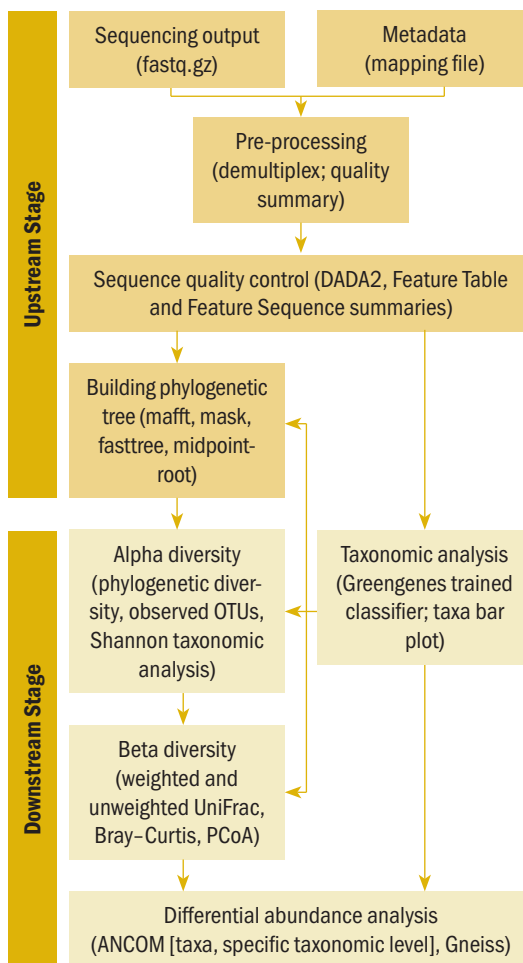 Sequencing output
(fastq.gz)
Metadata
(mapping file)
Upstream Stage
Pre-processing
(demultiplex; quality
summary)
Sequence quality control (DADA2, Feature Table
and Feature Sequence summaries)
Building phylogenetic
tree (mafft, mask,
fasttree, midpoint-
root)
Downstream Stage
Alpha diversity
(phylogenetic diver-
sity, observed OTUs,
Shannon taxonomic
analysis)
Taxonomic analysis
(Greengenes trained
classifier; taxa bar
plot)
Beta diversity
(weighted and
unweighted UniFrac,
Bray–Curtis, PCoA)
Differential abundance analysis
(ANCOM [taxa, specific taxonomic level], Gneiss)